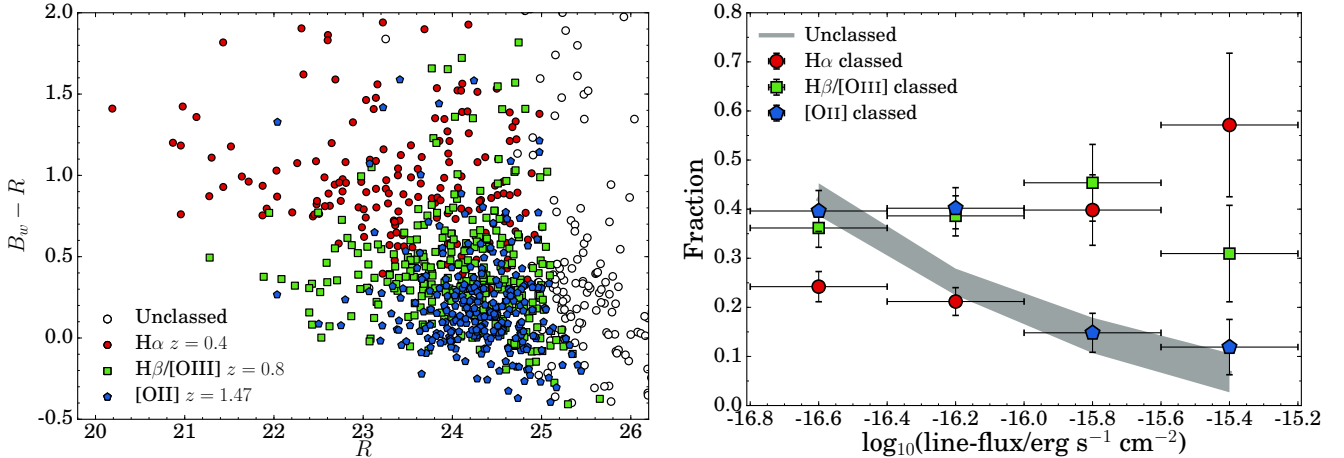 2.0
1.5
1.0
0.5
0.0
-0.5
B_w − R
Unclassed
Hα z = 0.4
Hβ/[OIII] z = 0.8
[OII] z = 1.47
20 21 22 23 24 25 26
R
0.8
0.7
0.6
0.5
0.4
0.3
0.2
0.1
0.0
Fraction
Unclassed
Hα classed
Hβ/[OIII] classed
[OII] classed
-16.8 -16.6 -16.4 -16.2 -16.0 -15.8 -15.6 -15.4 -15.2
log₁₀(line-flux/erg s⁻¹ cm⁻²)